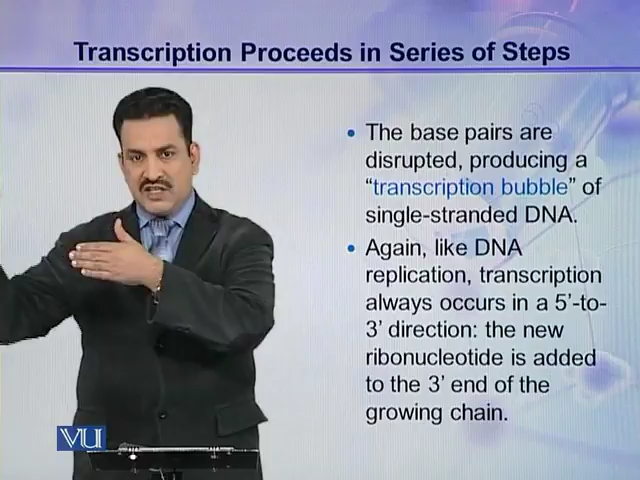 Transcription Proceeds in Series of Steps
• The base pairs are
disrupted, producing a
“transcription bubble” of
single-stranded DNA.
• Again, like DNA
replication, transcription
always occurs in a 5’-to-
3’ direction: the new
ribonucleotide is added
to the 3’ end of the
growing chain.
VU